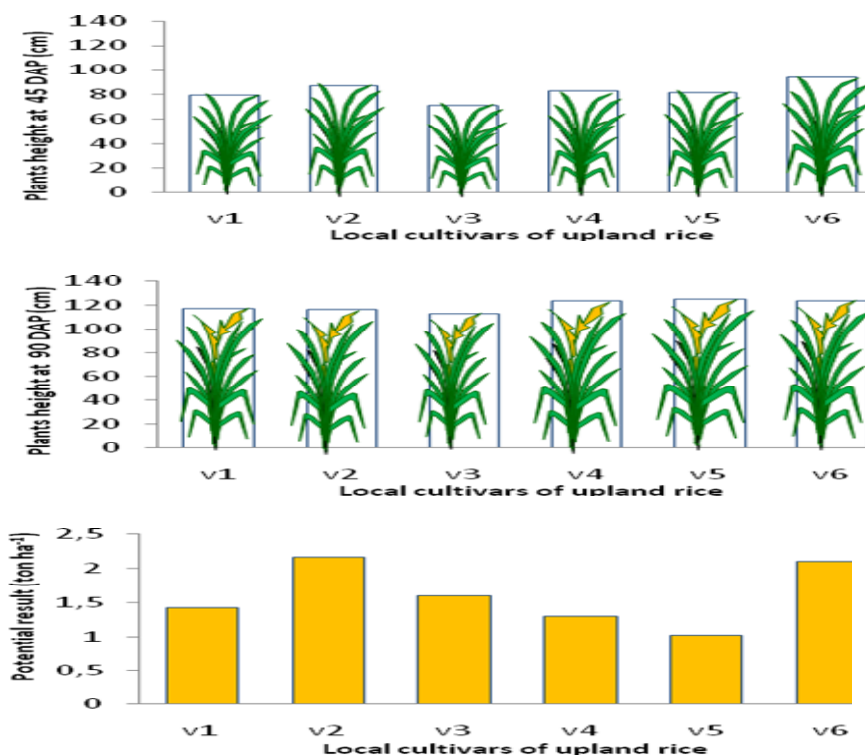 Plants height at 45 DAP (cm)
140
120
100
80
60
40
20
0
v1 v2 v3 v4 v5 v6
Local cultivars of upland rice
Plants height at 90 DAP (cm)
140
120
100
80
60
40
20
0
v1 v2 v3 v4 v5 v6
Local cultivars of upland rice
Potential result (ton ha⁻¹)
2,5
2
1,5
1
0,5
0
v1 v2 v3 v4 v5 v6
Local cultivars of upland rice